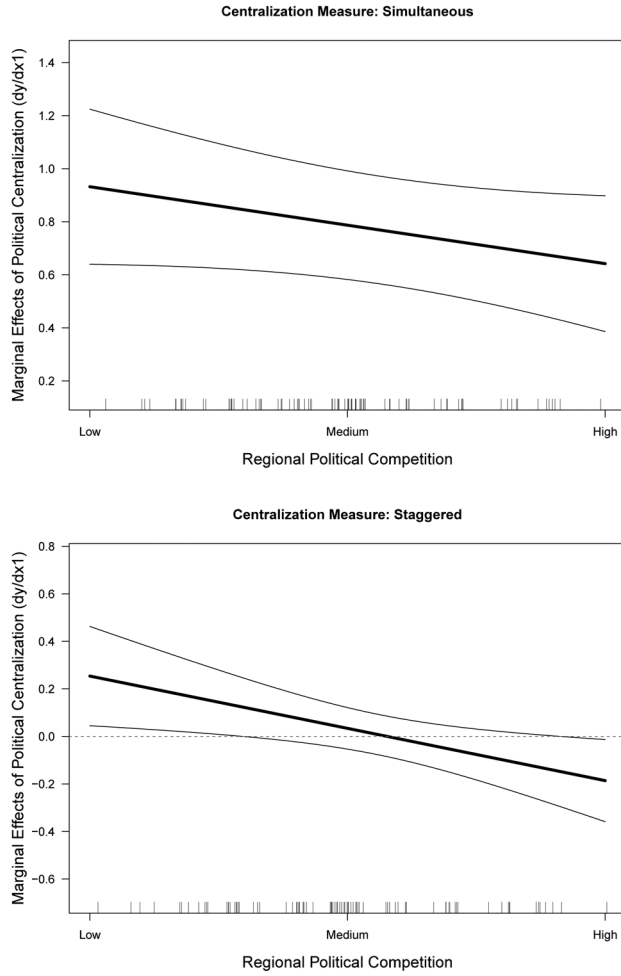 Centralization Measure: Simultaneous
Marginal Effects of Political Centralization (dy/dx1)
1.4
1.2
1.0
0.8
0.6
0.4
0.2
Low Medium High
Regional Political Competition
Centralization Measure: Staggered
Marginal Effects of Political Centralization (dy/dx1)
0.8
0.6
0.4
0.2
0.0
−0.2
−0.4
−0.6
Low Medium High
Regional Political Competition